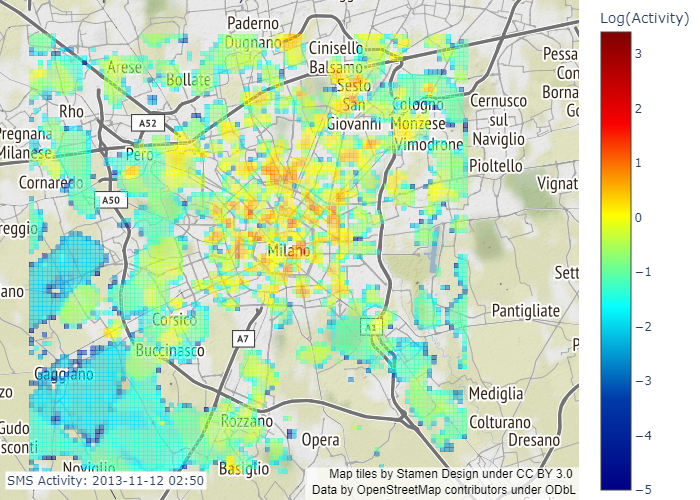 Log(Activity)
Paderno
Dugnano
Cinisello
Balsamo
Arese
Bollate
Sesto
San
Giovanni
Rho
A52
Cologno
Monzese
Cernusco
sul
Naviglio
Pessa
Borna
Pregnana
Milanese
Pero
Vimodrone
Pioltello
Cornaredo
A50
Vignat
reggio
Milano
Sett
ano
Corsico
A1
Pantigliate
A7
Buccinasco
Gaggiano
Mediglia
Rozzano
Colturano
Opera
Dresano
Gudo
sconti
Noviglio
Basiglio
3
2
1
0
−1
−2
−3
−4
−5
SMS Activity: 2013-11-12 02:50
Map tiles by Stamen Design under CC BY 3.0
Data by OpenStreetMap contributors under ODbL